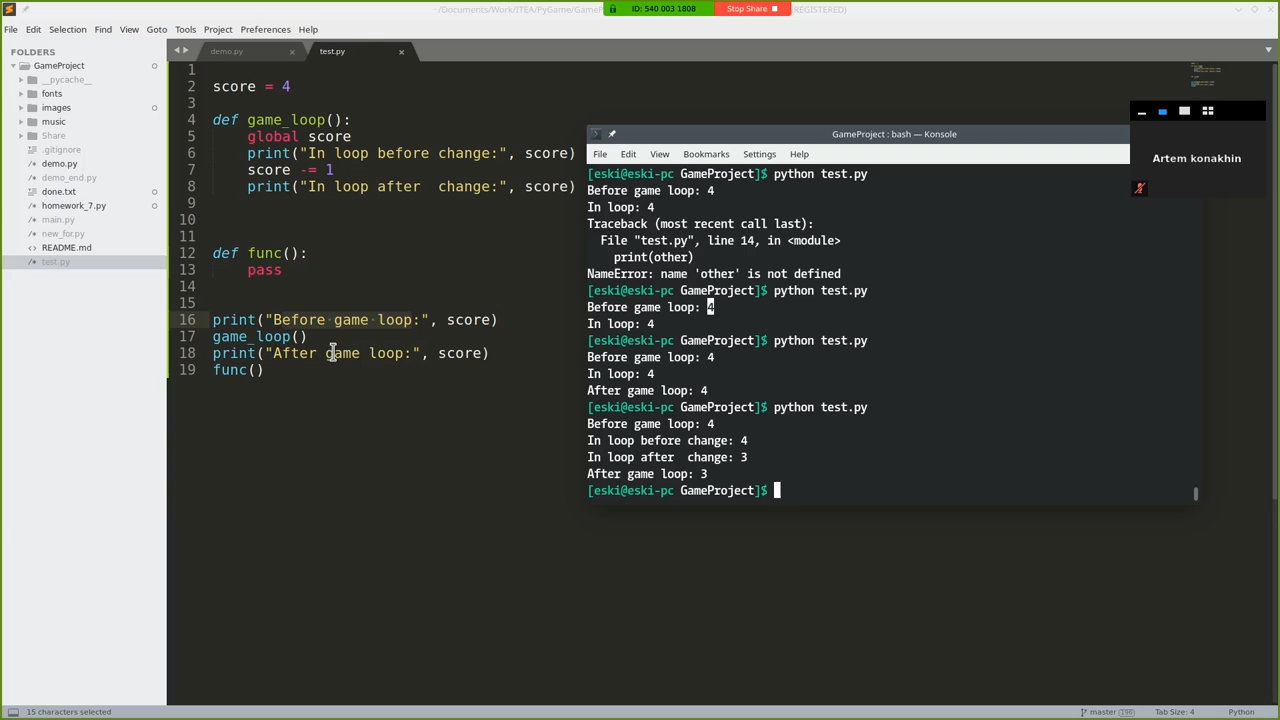 ~/Documents/Work/ITEA/PyGame/GameP
ID: 540 003 1808
Stop Share
REGISTERED)
File Edit Selection Find View Goto Tools Project Preferences Help
FOLDERS
GameProject
__pycache__
fonts
images
music
Share
.gitignore
demo.py
demo_end.py
done.txt
homework_7.py
main.py
new_for.py
README.md
test.py
demo.py
test.py
1
2 score = 4
3
4 def game_loop():
5 global score
6 print("In loop before change:", score)
7 score -= 1
8 print("In loop after  change:", score)
9
10
11
12 def func():
13 pass
14
15
16 print("Before game loop:", score)
17 game_loop()
18 print("After game loop:", score)
19 func()
GameProject : bash — Konsole
File Edit View Bookmarks Settings Help
[eski@eski-pc GameProject]$ python test.py
Before game loop: 4
In loop: 4
Traceback (most recent call last):
  File "test.py", line 14, in <module>
    print(other)
NameError: name 'other' is not defined
[eski@eski-pc GameProject]$ python test.py
Before game loop: 4
In loop: 4
[eski@eski-pc GameProject]$ python test.py
Before game loop: 4
In loop: 4
After game loop: 4
[eski@eski-pc GameProject]$ python test.py
Before game loop: 4
In loop before change: 4
In loop after  change: 3
After game loop: 3
[eski@eski-pc GameProject]$
Artem konakhin
15 characters selected
master 196
Tab Size: 4
Python